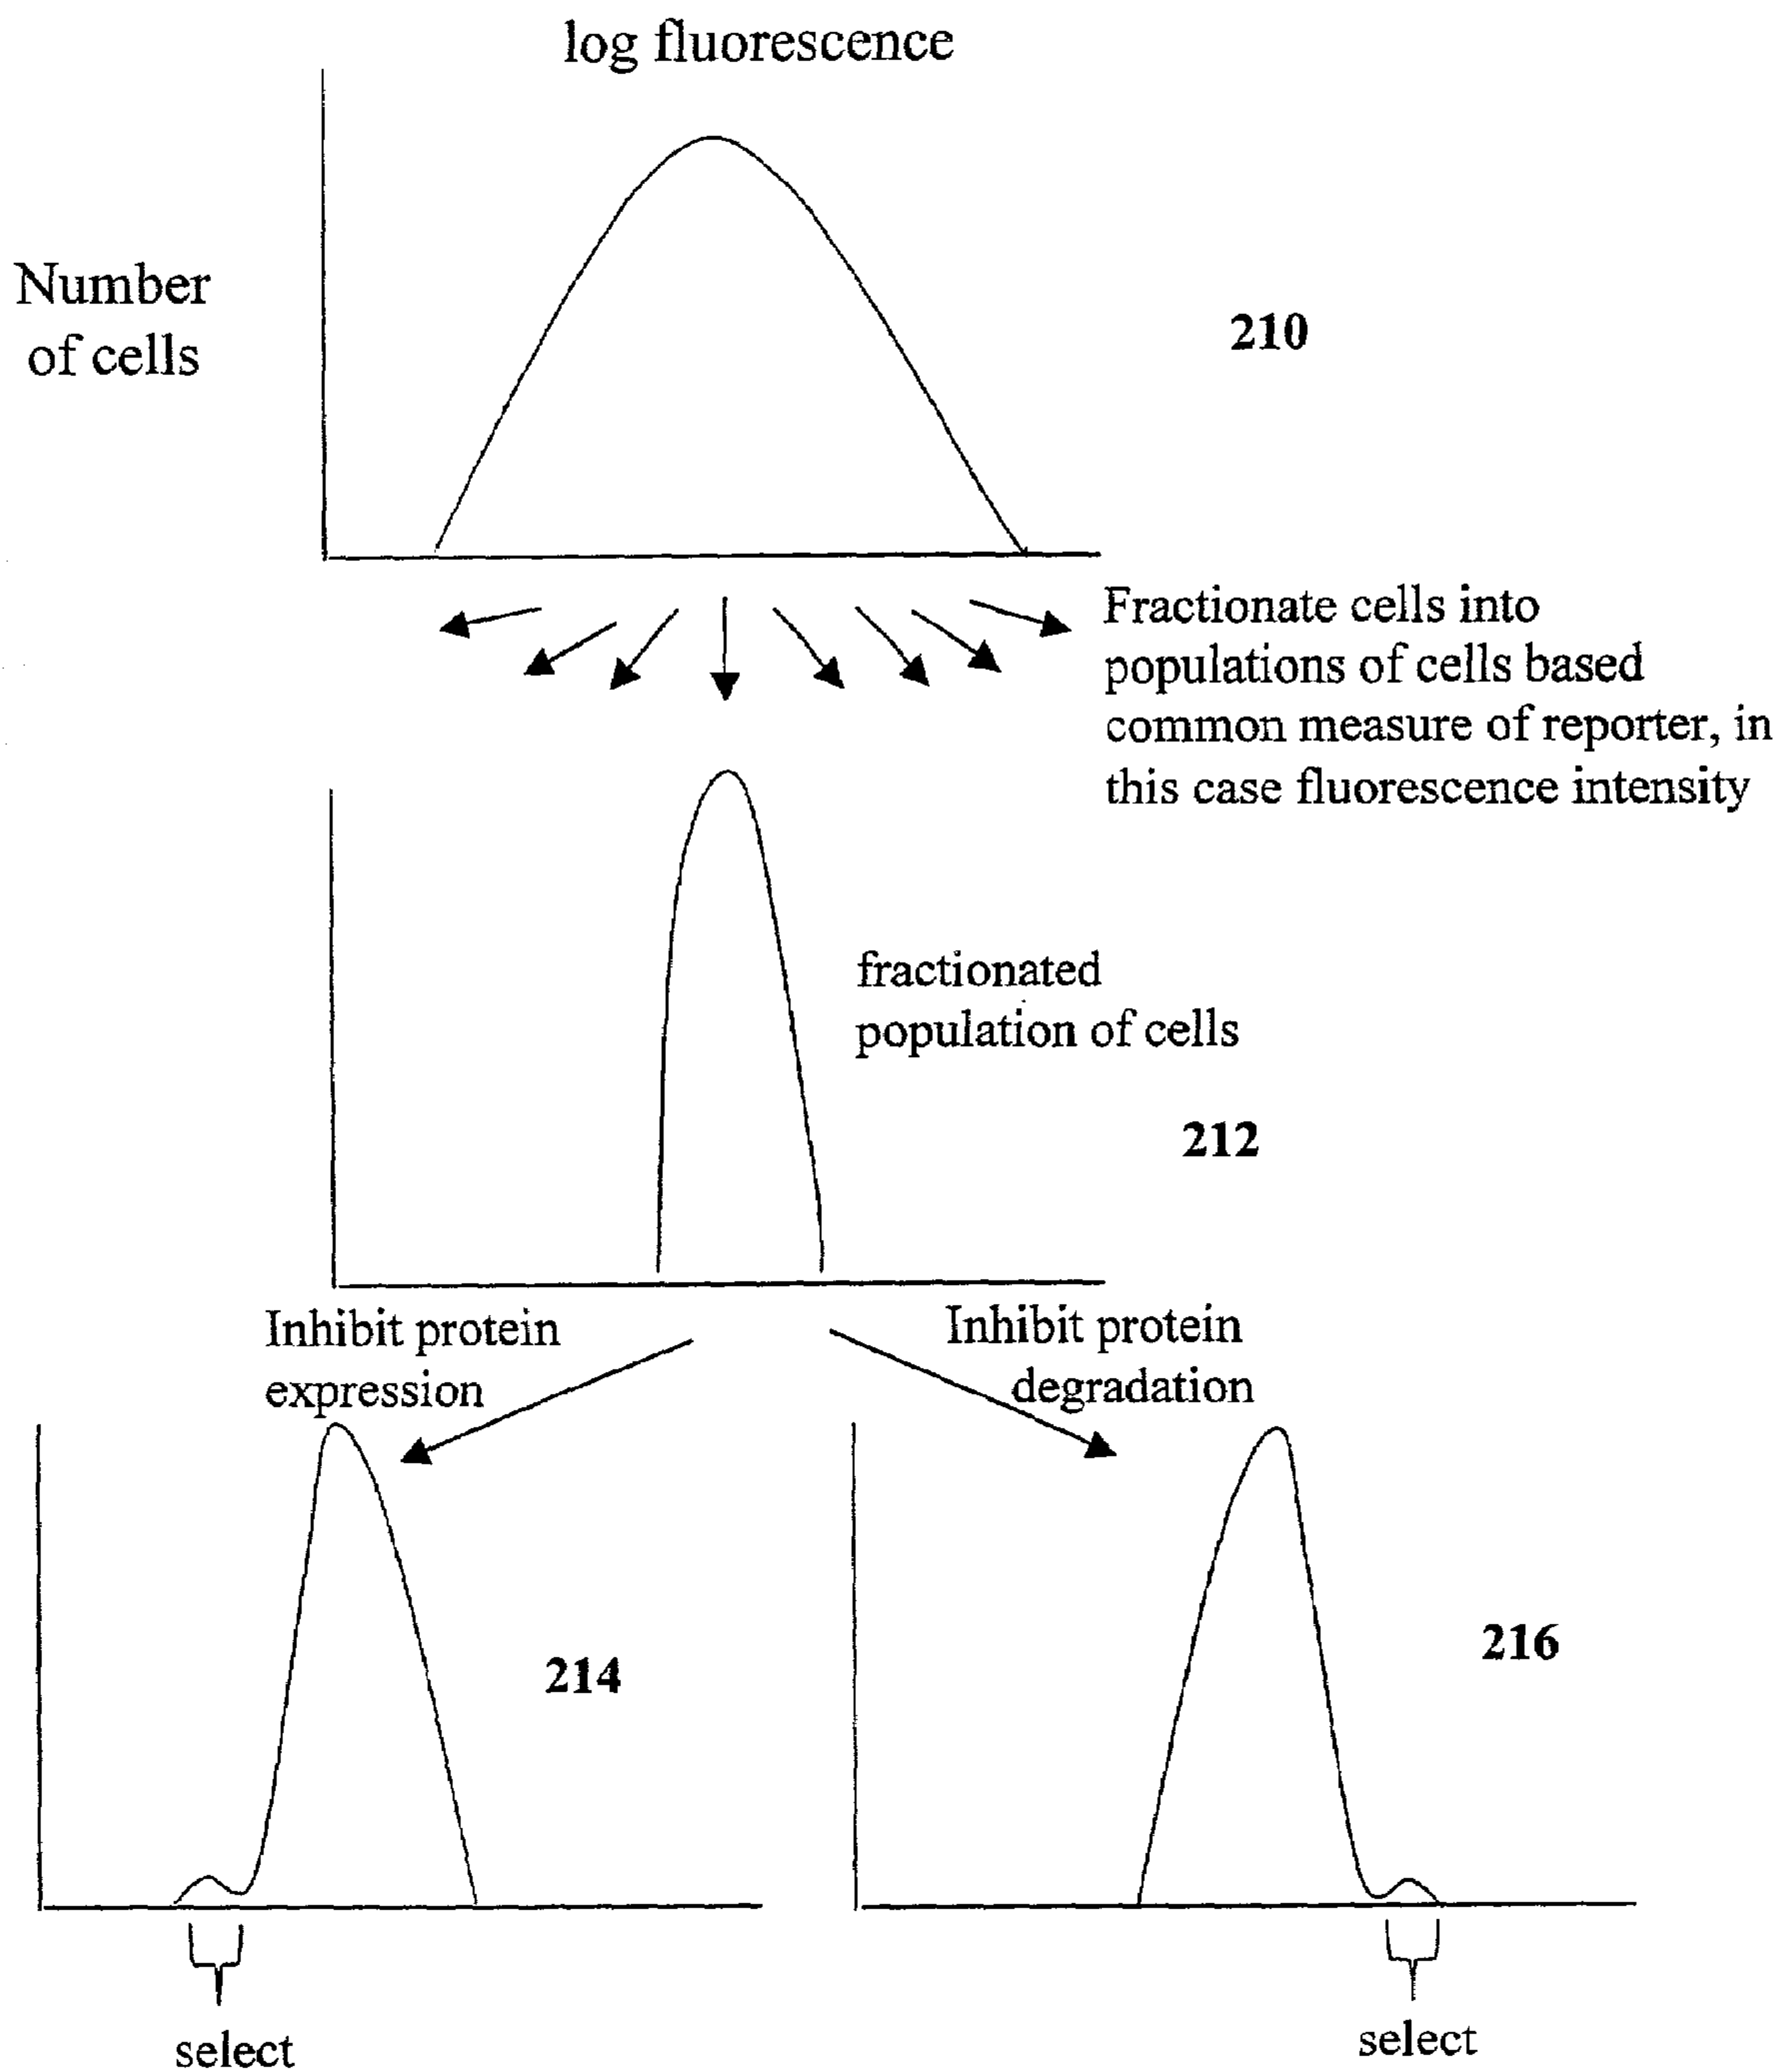 log fluorescence
Number
of cells
210
Fractionate cells into
populations of cells based
common measure of reporter, in
this case fluorescence intensity
fractionated
population of cells
212
Inhibit protein
expression
Inhibit protein
degradation
214
216
select
select